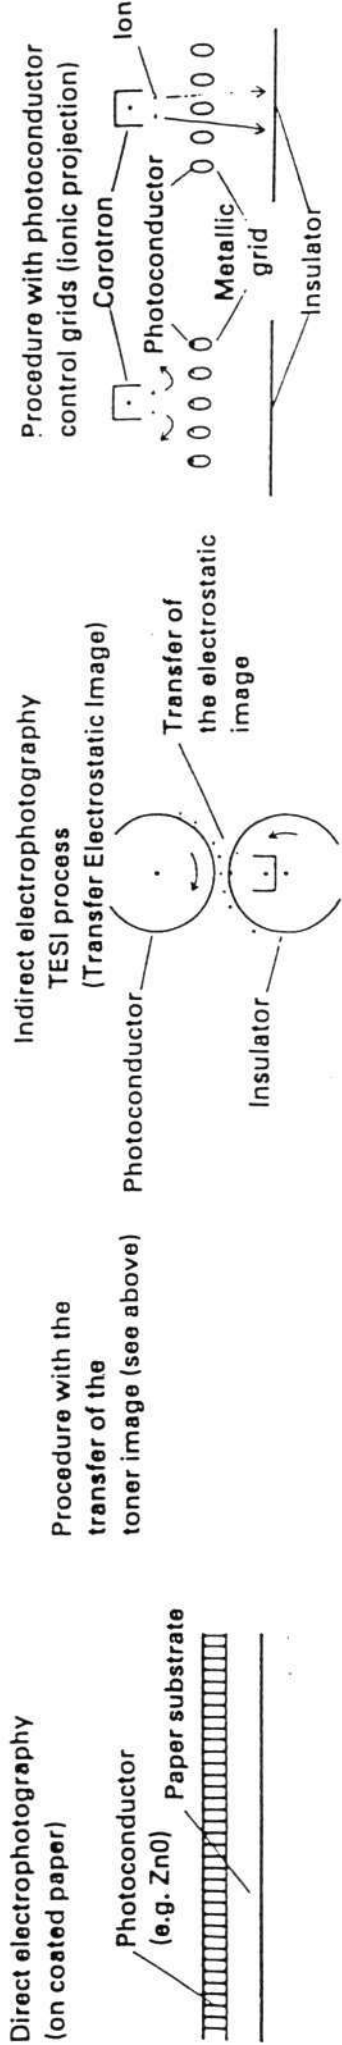 Direct electrophotography
(on coated paper)
Photoconductor
(e.g. ZnO)
Paper substrate
Procedure with the
transfer of the
toner image (see above)
Indirect electrophotography
TESI process
(Transfer Electrostatic Image)
Photoconductor
Insulator
Transfer of
the electrostatic
image
Procedure with photoconductor
control grids (ionic projection)
Corotron
Ion
Photoconductor
Metallic
grid
Insulator